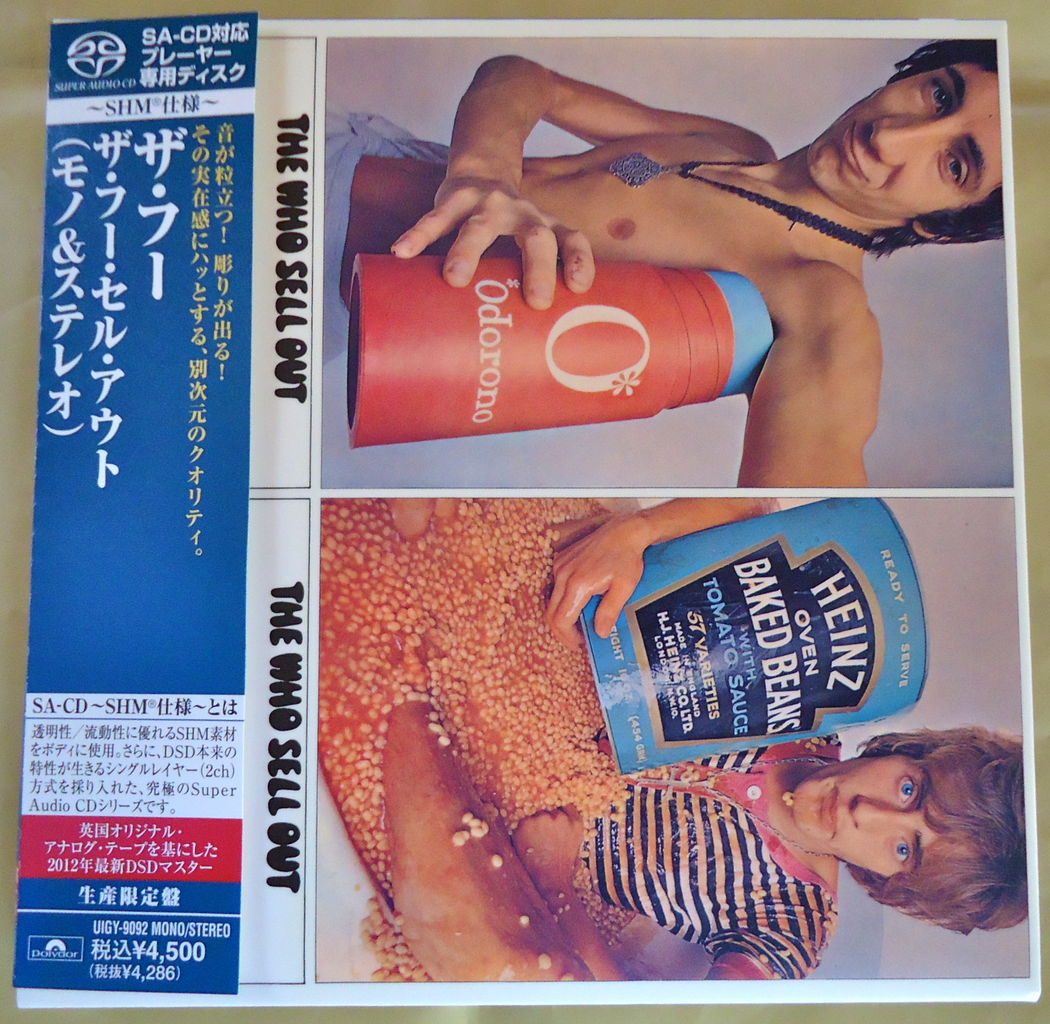 SUPER AUDIO CD
SA-CD対応
プレーヤー
専用ディスク
～SHM®仕様～
音が粒立つ！彫りが出る！
その実在感にハッとする、別次元のクオリティ。
ザ・フー
ザ・フー・セル・アウト
（モノ&ステレオ）
SA-CD～SHM®仕様～とは
透明性／流動性に優れるSHM素材
をボディに使用。さらに、DSD本来の
特性が生きるシングルレイヤー(2ch)
方式を採り入れた、究極のSuper
Audio CDシリーズです。
英国オリジナル・
アナログ・テープを基にした
2012年最新DSDマスター
生産限定盤
UIGY-9092 MONO/STEREO
polydor
税込¥4,500
(税抜¥4,286)
THE WHO SELL OUT
THE WHO SELL OUT
O*
*Odorono
READY TO SERVE
HEINZ
OVEN
BAKED BEANS
WITH
TOMATO SAUCE
57 VARIETIES
MADE IN ENGLAND
H.J. HEINZ CO. LTD.
(454 GRM)